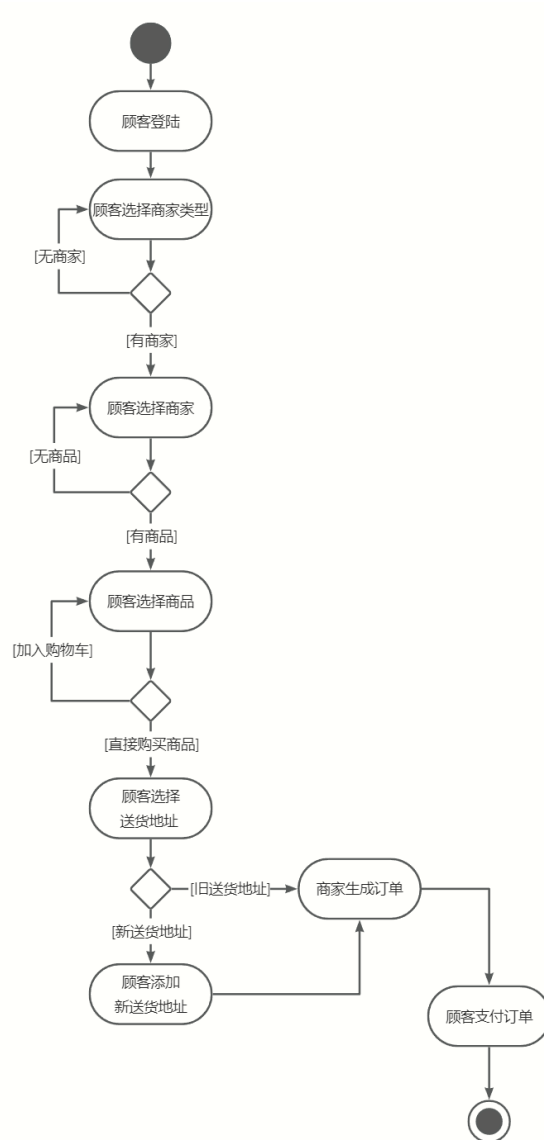 顾客登陆
顾客选择商家类型
[无商家]
[有商家]
顾客选择商家
[无商品]
[有商品]
顾客选择商品
[加入购物车]
[直接购买商品]
顾客选择
送货地址
[旧送货地址]
商家生成订单
[新送货地址]
顾客添加
新送货地址
顾客支付订单